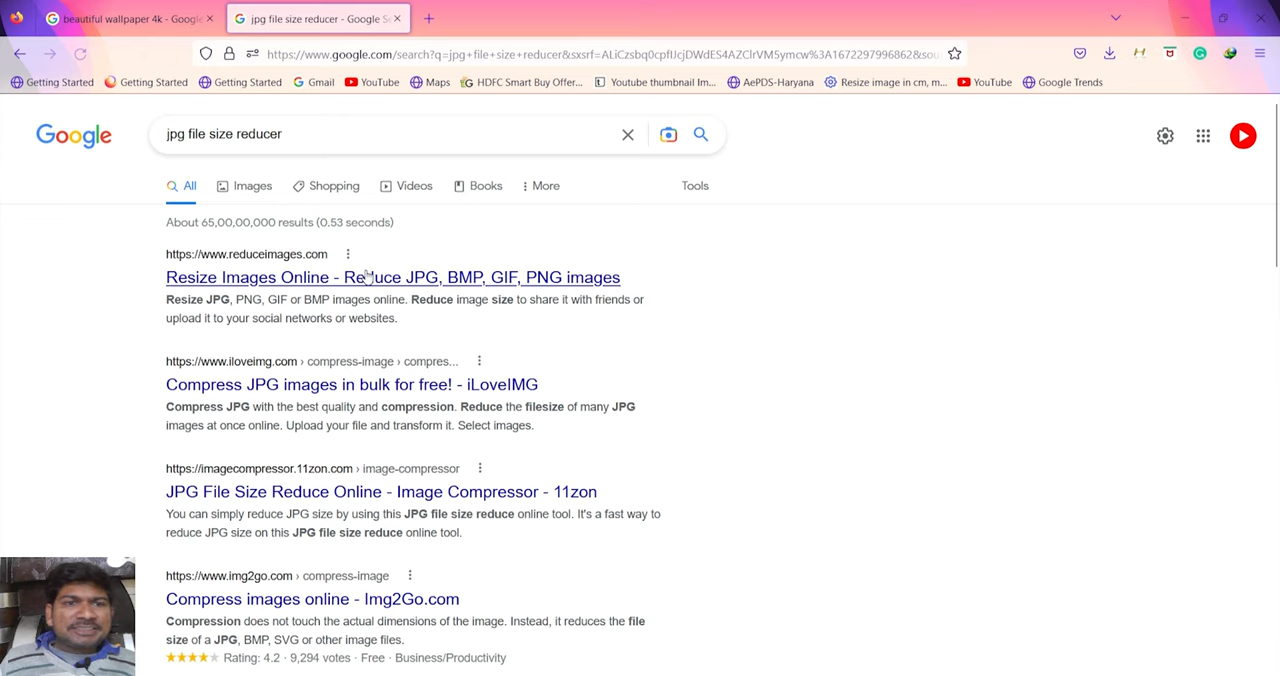 beautiful wallpaper 4k - Google
jpg file size reducer - Google Se
https://www.google.com/search?q=jpg+file+size+reducer&sxsrf=ALiCzsbq0cpfIJcjDWdES4AZClrVM5ymcw%3A1672297996862&sou
Getting Started
Getting Started
Getting Started
Gmail
YouTube
Maps
HDFC Smart Buy Offer...
Youtube thumbnail Im...
AePDS-Haryana
Resize image in cm, m...
YouTube
Google Trends
Google
jpg file size reducer
All
Images
Shopping
Videos
Books
More
Tools
About 65,00,00,000 results (0.53 seconds)
https://www.reduceimages.com
Resize Images Online - Reduce JPG, BMP, GIF, PNG images
Resize JPG, PNG, GIF or BMP images online. Reduce image size to share it with friends or
upload it to your social networks or websites.
https://www.iloveimg.com › compress-image › compres...
Compress JPG images in bulk for free! - iLoveIMG
Compress JPG with the best quality and compression. Reduce the filesize of many JPG
images at once online. Upload your file and transform it. Select images.
https://imagecompressor.11zon.com › image-compressor
JPG File Size Reduce Online - Image Compressor - 11zon
You can simply reduce JPG size by using this JPG file size reduce online tool. It's a fast way to
reduce JPG size on this JPG file size reduce online tool.
https://www.img2go.com › compress-image
Compress images online - Img2Go.com
Compression does not touch the actual dimensions of the image. Instead, it reduces the file
size of a JPG, BMP, SVG or other image files.
Rating: 4.2 · 9,294 votes · Free · Business/Productivity